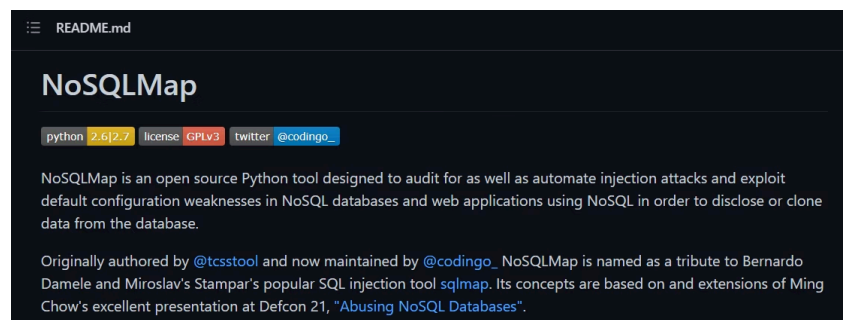 README.md
NoSQLMap
python 2.6|2.7 license GPLv3 twitter @codingo_
NoSQLMap is an open source Python tool designed to audit for as well as automate injection attacks and exploit
default configuration weaknesses in NoSQL databases and web applications using NoSQL in order to disclose or clone
data from the database.
Originally authored by @tcsstool and now maintained by @codingo_ NoSQLMap is named as a tribute to Bernardo
Damele and Miroslav's Stampar's popular SQL injection tool sqlmap. Its concepts are based on and extensions of Ming
Chow's excellent presentation at Defcon 21, "Abusing NoSQL Databases".